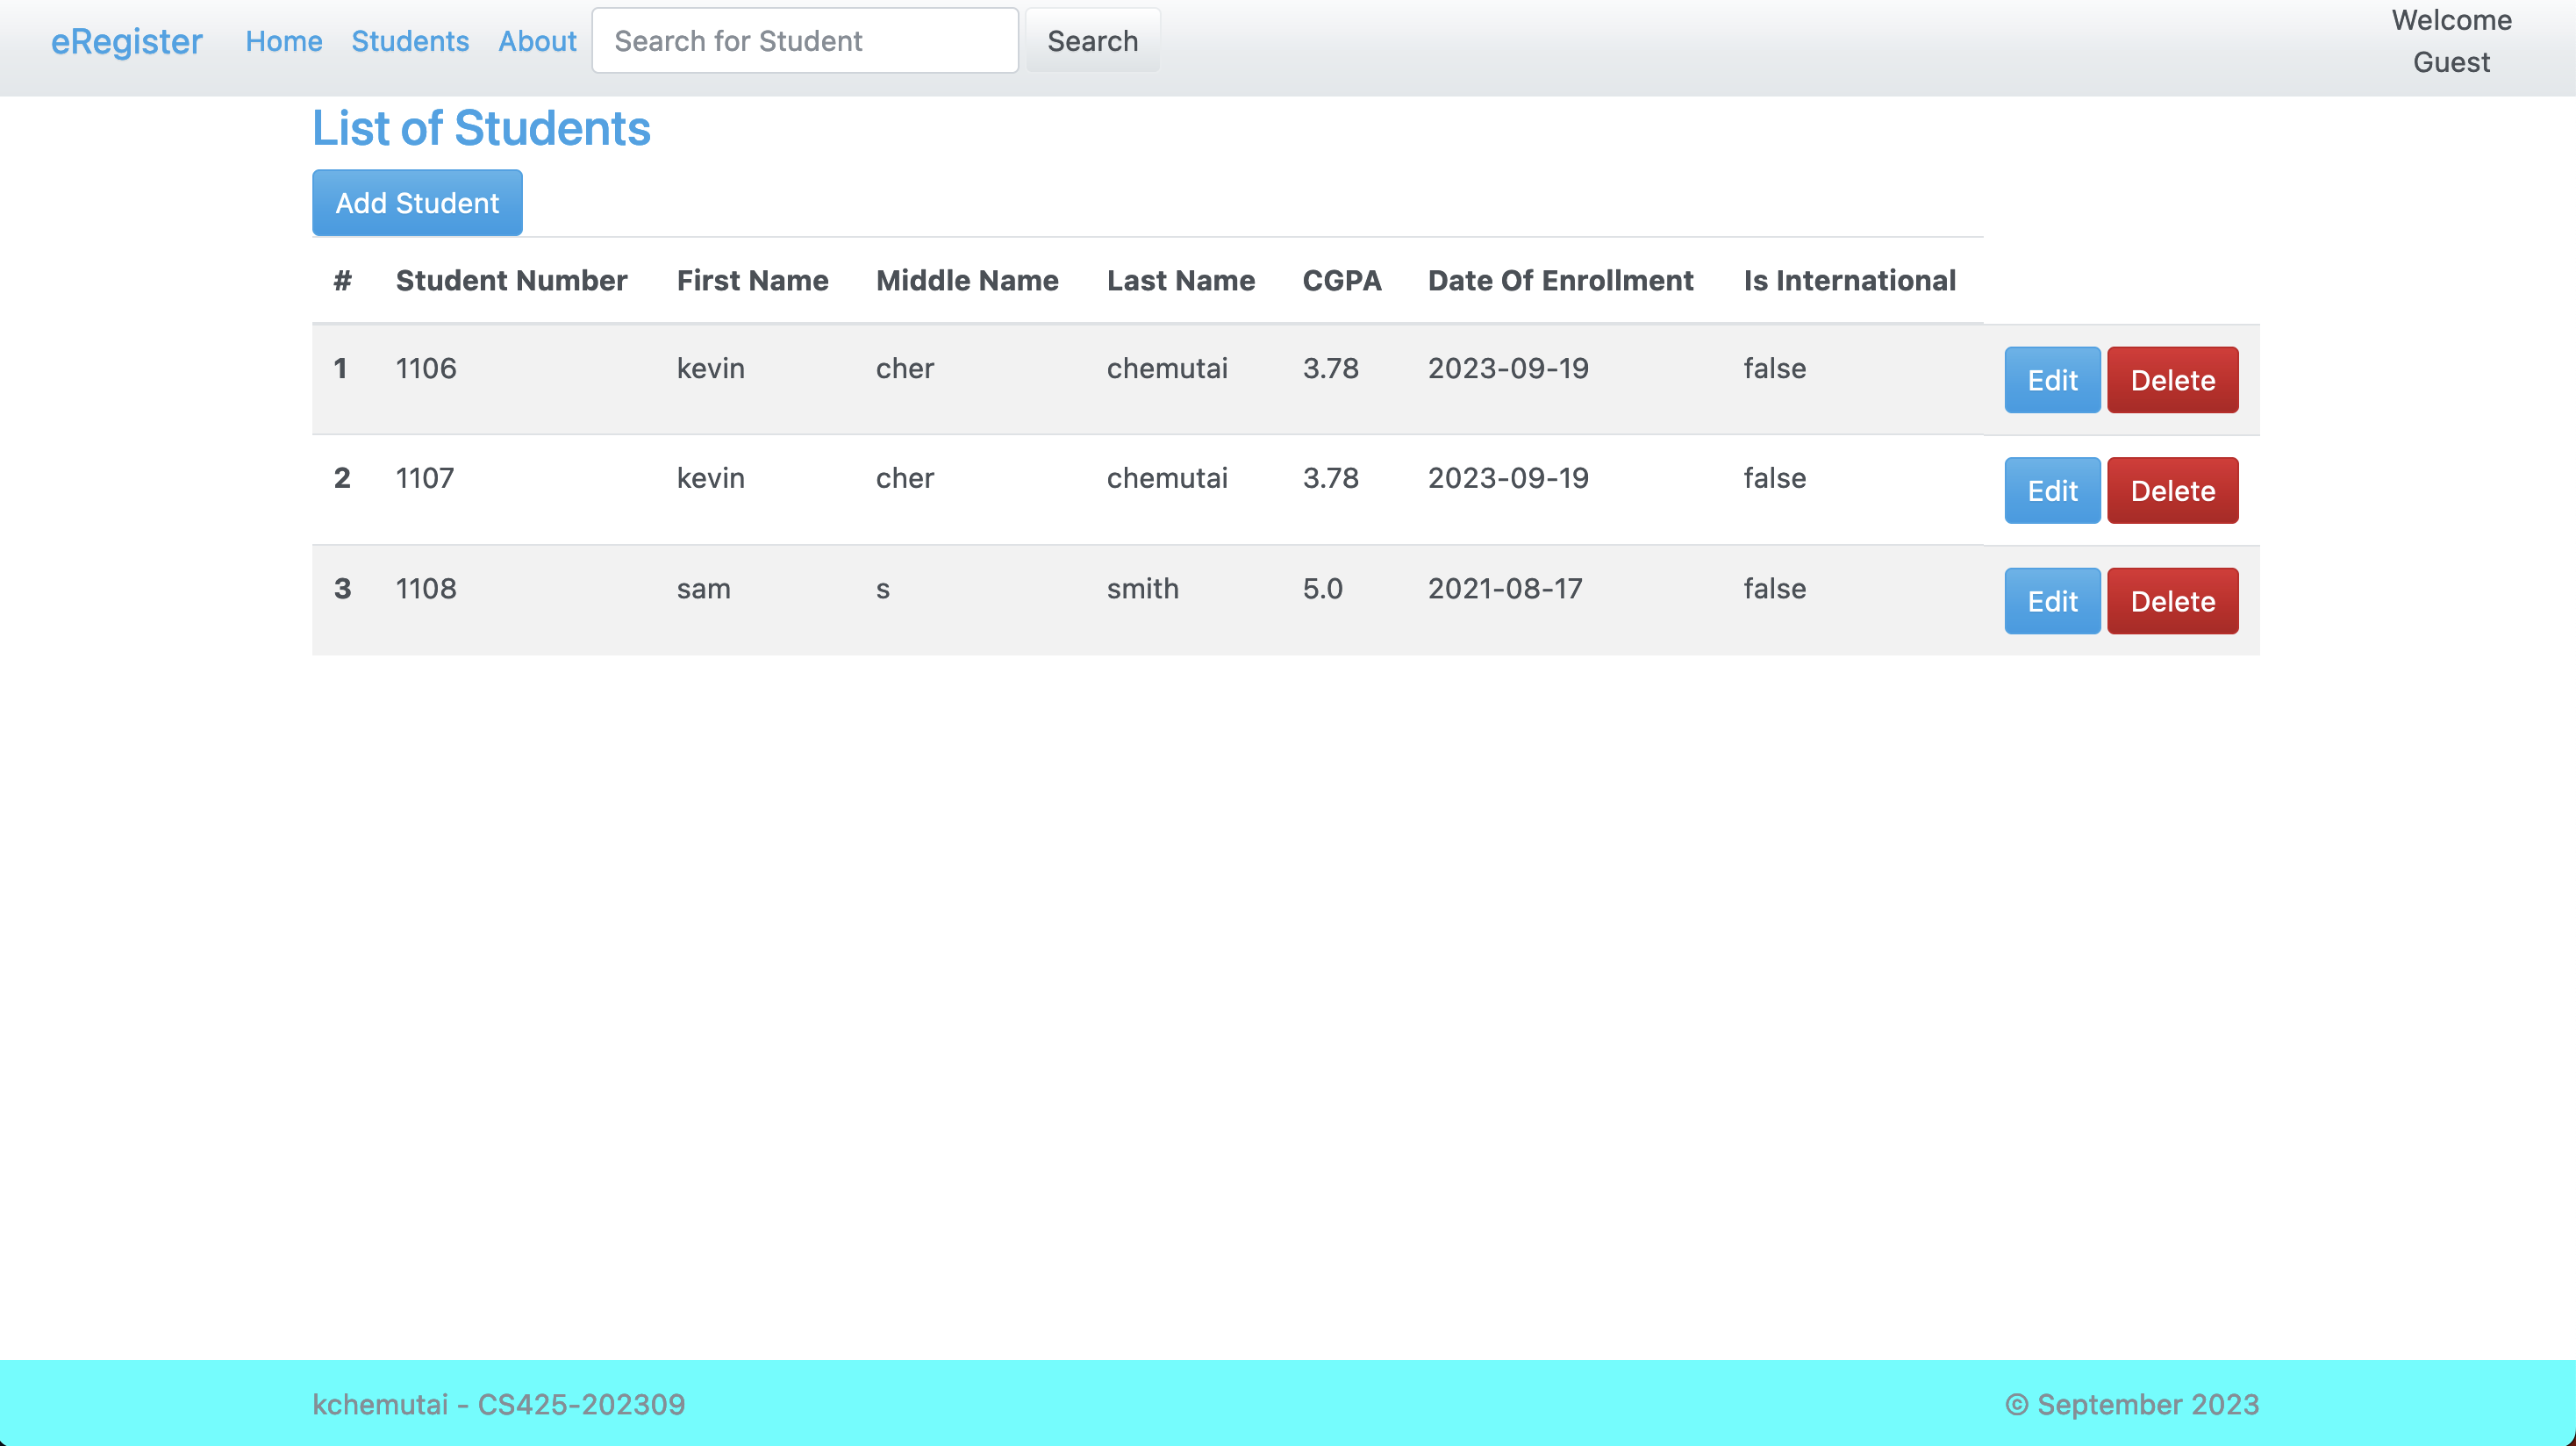 eRegister Home Students About Search for Student Search Welcome Guest
List of Students
Add Student
# Student Number First Name Middle Name Last Name CGPA Date Of Enrollment Is International
1 1106 kevin cher chemutai 3.78 2023-09-19 false Edit Delete
2 1107 kevin cher chemutai 3.78 2023-09-19 false Edit Delete
3 1108 sam s smith 5.0 2021-08-17 false Edit Delete
kchemutai - CS425-202309 © September 2023